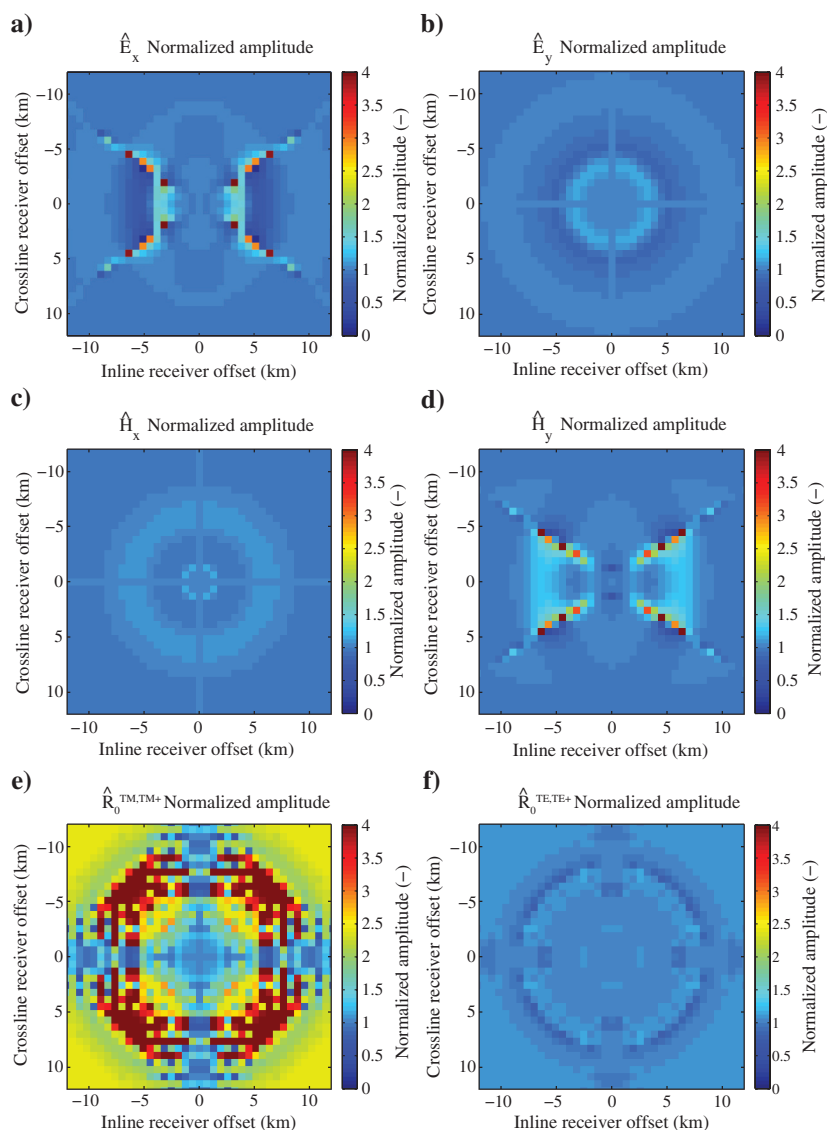 a)
Ê_x Normalized amplitude
Crossline receiver offset (km)
−10
−5
0
5
10
−10 −5 0 5 10
Inline receiver offset (km)
4
3.5
3
2.5
2
1.5
1
0.5
0
Normalized amplitude (−)
b)
Ê_y Normalized amplitude
Crossline receiver offset (km)
−10
−5
0
5
10
−10 −5 0 5 10
Inline receiver offset (km)
4
3.5
3
2.5
2
1.5
1
0.5
0
Normalized amplitude (−)
c)
Ĥ_x Normalized amplitude
Crossline receiver offset (km)
−10
−5
0
5
10
−10 −5 0 5 10
Inline receiver offset (km)
4
3.5
3
2.5
2
1.5
1
0.5
0
Normalized amplitude (−)
d)
Ĥ_y Normalized amplitude
Crossline receiver offset (km)
−10
−5
0
5
10
−10 −5 0 5 10
Inline receiver offset (km)
4
3.5
3
2.5
2
1.5
1
0.5
0
Normalized amplitude (−)
e)
R̂_0^TM,TM+ Normalized amplitude
Crossline receiver offset (km)
−10
−5
0
5
10
−10 −5 0 5 10
Inline receiver offset (km)
4
3.5
3
2.5
2
1.5
1
0.5
0
Normalized amplitude (−)
f)
R̂_0^TE,TE+ Normalized amplitude
Crossline receiver offset (km)
−10
−5
0
5
10
−10 −5 0 5 10
Inline receiver offset (km)
4
3.5
3
2.5
2
1.5
1
0.5
0
Normalized amplitude (−)